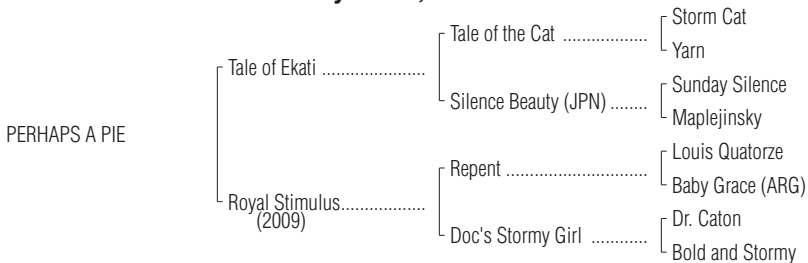 Storm Cat
Tale of the Cat ..................
Yarn
Tale of Ekati ......................
Sunday Silence
Silence Beauty (JPN) ........
Maplejinsky
PERHAPS A PIE
Louis Quatorze
Repent ..............................
Baby Grace (ARG)
Royal Stimulus..................
(2009)
Dr. Caton
Doc's Stormy Girl ............
Bold and Stormy